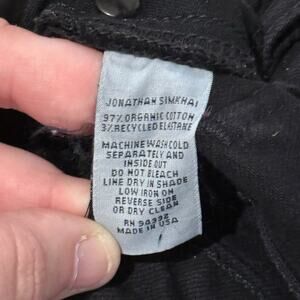 JONATHAN SIMKHAI
97% ORGANIC COTTON
3% RECYCLED ELASTANE
MACHINE WASH COLD
SEPARATELY AND
INSIDE OUT
DO NOT BLEACH
LINE DRY IN SHADE
LOW IRON ON
REVERSE SIDE
OR DRY CLEAN
RN 94392
MADE IN USA